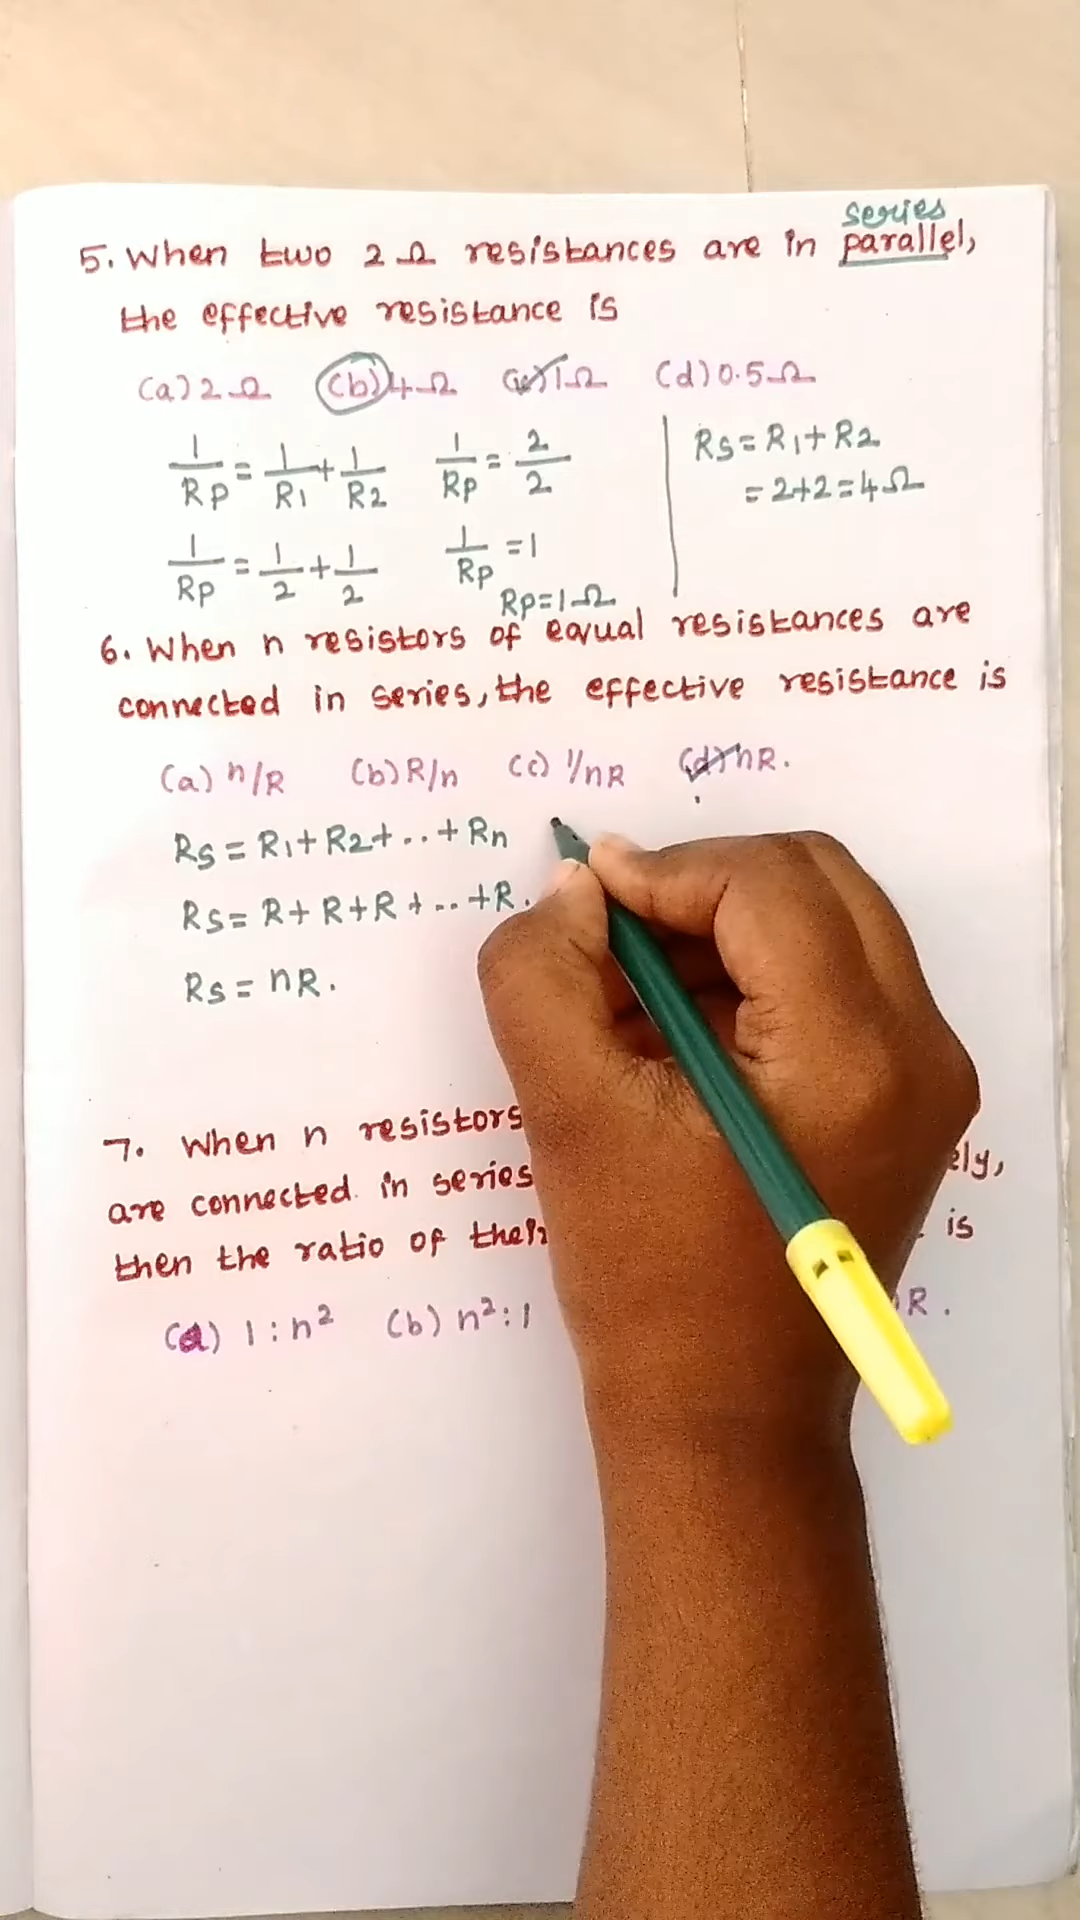 series
5. When two 2Ω resistances are in parallel,
the effective resistance is
(a) 2Ω (b) 4Ω (c) 1Ω (d) 0.5Ω
1/Rp = 1/R1 + 1/R2 1/Rp = 2/2 Rs = R1 + R2
= 2+2 = 4Ω
1/Rp = 1/2 + 1/2 1/Rp = 1
Rp = 1Ω
6. When n resistors of equal resistances are
connected in series, the effective resistance is
(a) n/R (b) R/n (c) 1/nR (d) nR.
Rs = R1 + R2 + .. + Rn
Rs = R + R + R + .. + R.
Rs = nR.
7. When n resistors
are connected in series
then the ratio of their is
(a) 1 : n² (b) n² : 1 R.